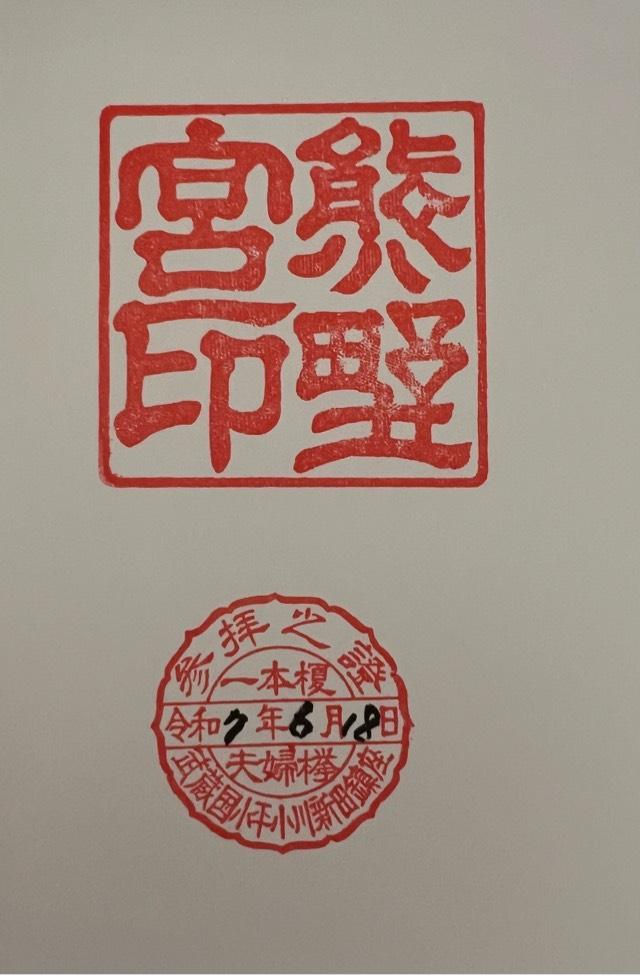 熊野
宮印
参拝之證
一本榎
令和7年6月18日
夫婦欅
武蔵国小平小川新田鎮座